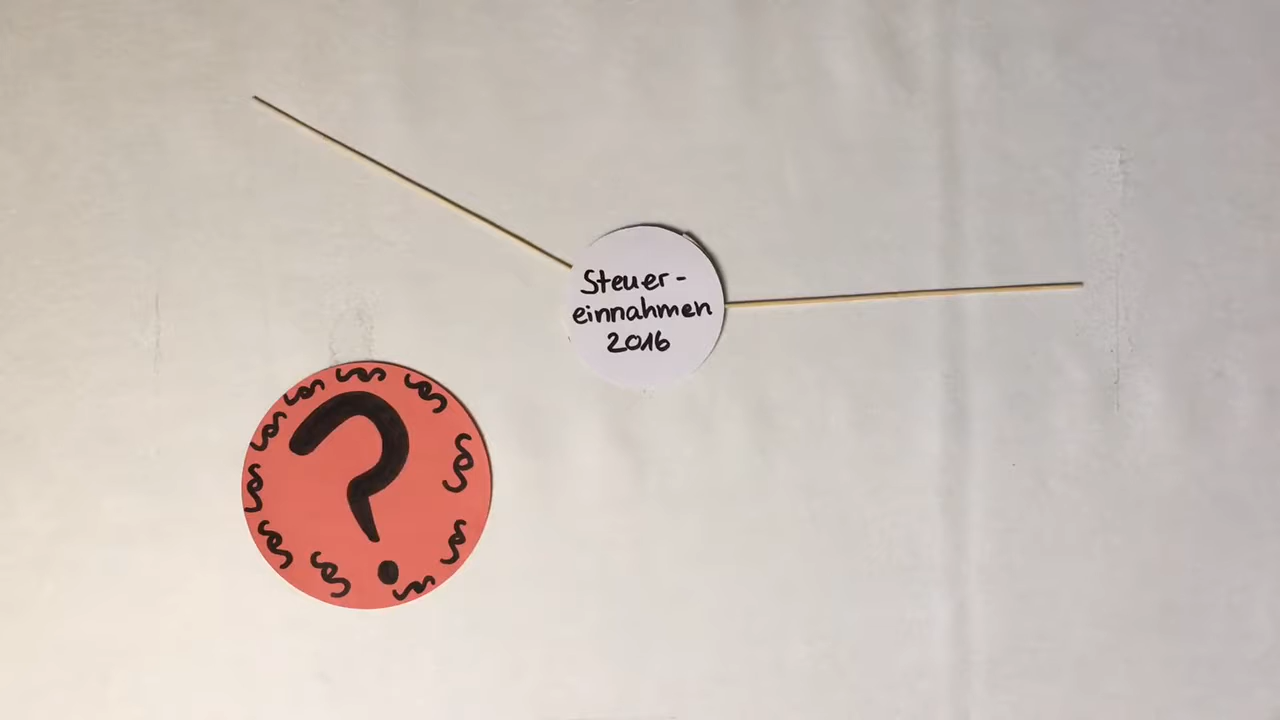 Steuer-
einnahmen
2016
?
§ § § § § § § § § § §